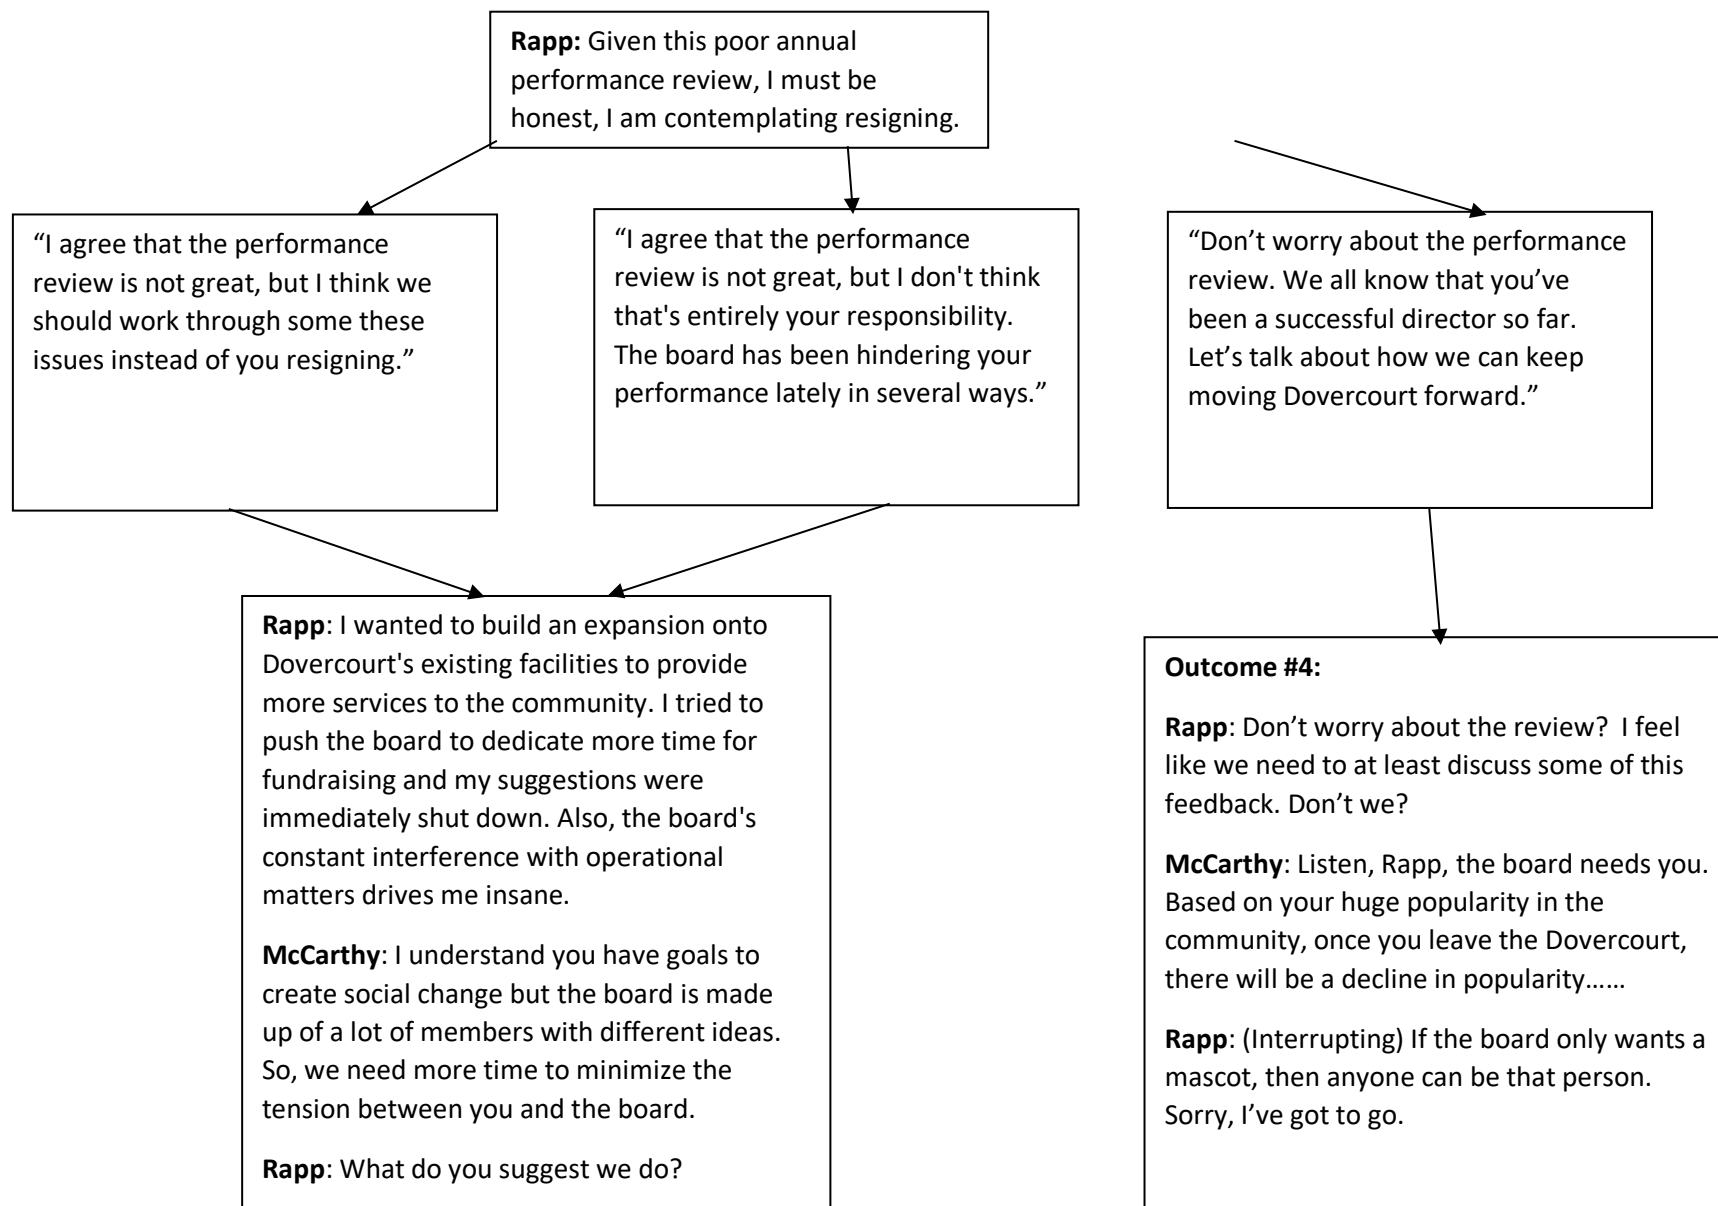 Rapp: Given this poor annual
performance review, I must be
honest, I am contemplating resigning.
“I agree that the performance
review is not great, but I think we
should work through some these
issues instead of you resigning.”
“I agree that the performance
review is not great, but I don't think
that's entirely your responsibility.
The board has been hindering your
performance lately in several ways.”
“Don’t worry about the performance
review. We all know that you’ve
been a successful director so far.
Let’s talk about how we can keep
moving Dovercourt forward.”
Rapp: I wanted to build an expansion onto
Dovercourt's existing facilities to provide
more services to the community. I tried to
push the board to dedicate more time for
fundraising and my suggestions were
immediately shut down. Also, the board's
constant interference with operational
matters drives me insane.
McCarthy: I understand you have goals to
create social change but the board is made
up of a lot of members with different ideas.
So, we need more time to minimize the
tension between you and the board.
Rapp: What do you suggest we do?
Outcome #4:
Rapp: Don’t worry about the review?  I feel
like we need to at least discuss some of this
feedback. Don’t we?
McCarthy: Listen, Rapp, the board needs you.
Based on your huge popularity in the
community, once you leave the Dovercourt,
there will be a decline in popularity……
Rapp: (Interrupting) If the board only wants a
mascot, then anyone can be that person.
Sorry, I’ve got to go.